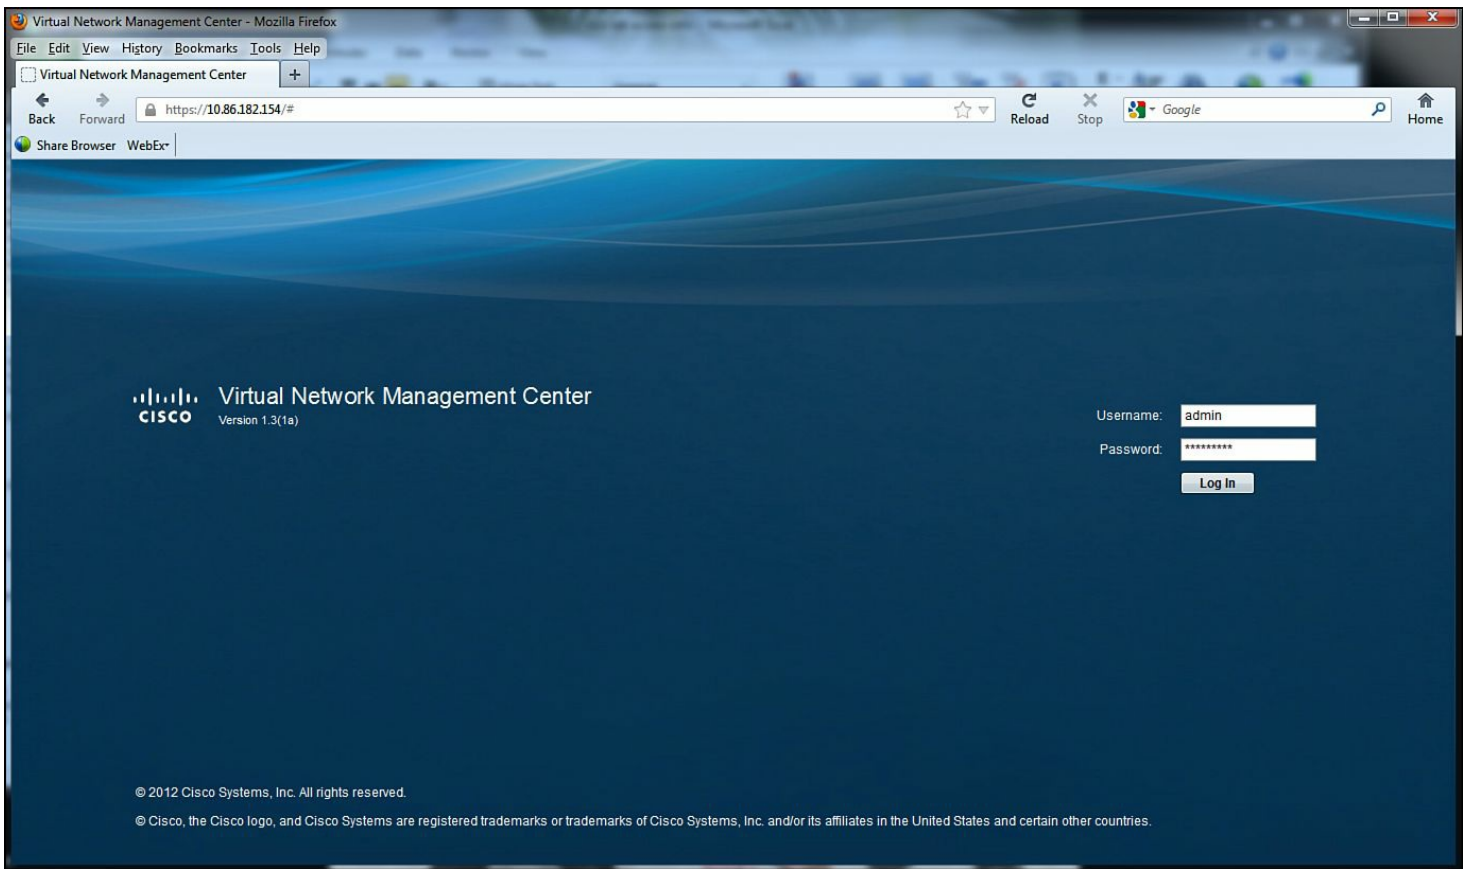 Virtual Network Management Center - Mozilla Firefox
File Edit View History Bookmarks Tools Help
Virtual Network Management Center +
Back Forward https://10.86.182.154/# Reload Stop Google Home
Share Browser WebEx
CISCO Virtual Network Management Center
Version 1.3(1a)
Username: admin
Password: *********
Log In
© 2012 Cisco Systems, Inc. All rights reserved.
© Cisco, the Cisco logo, and Cisco Systems are registered trademarks or trademarks of Cisco Systems, Inc. and/or its affiliates in the United States and certain other countries.